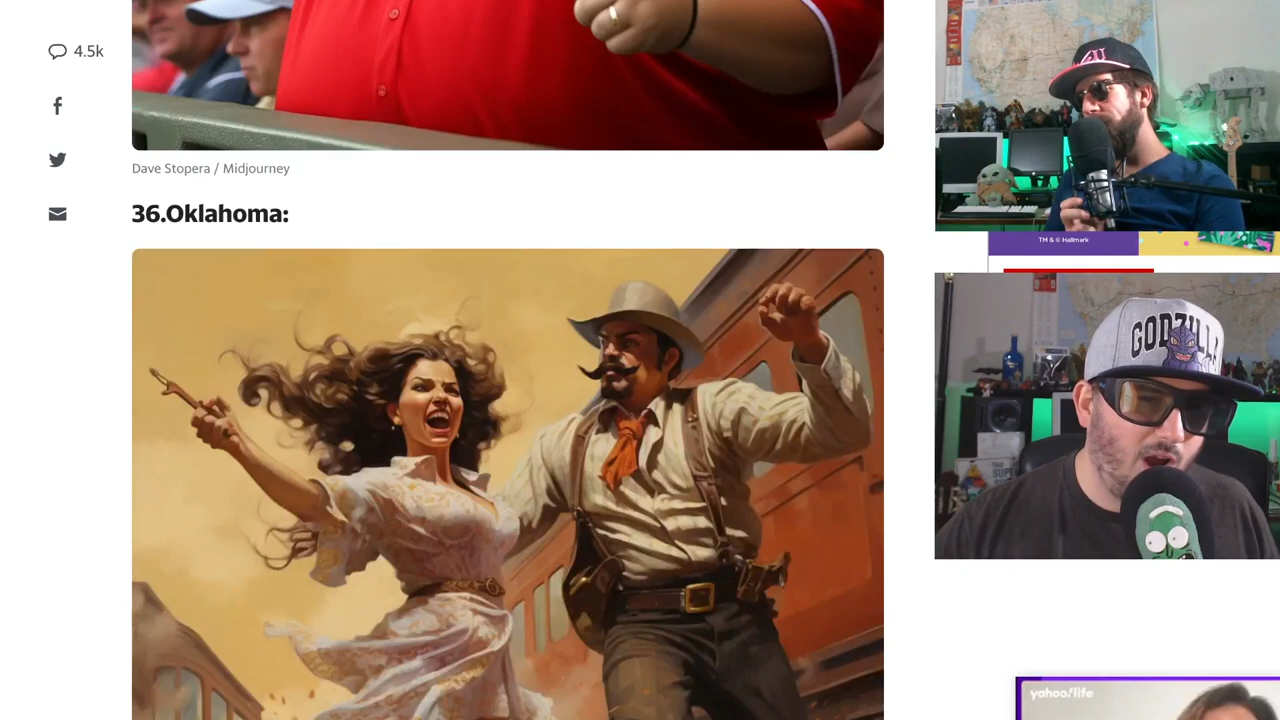 4.5k
Dave Stopera / Midjourney
36.Oklahoma:
TM & © Hallmark
GODZILLA
yahoo!life